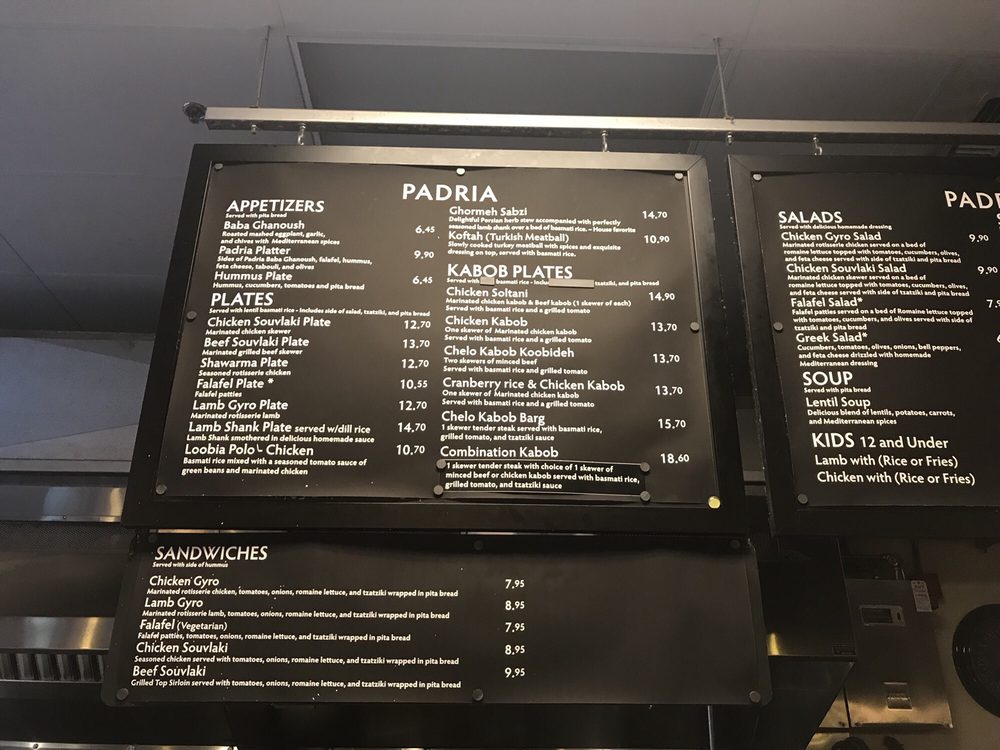 PADRIA
APPETIZERS
Served with pita bread
Baba Ghanoush 6.45
Roasted mashed eggplant, garlic,
and chives with Mediterranean spices
Padria Platter 9.90
Sides of Padria Baba Ghanoush, falafel, hummus,
feta cheese, tabouli, and olives
Hummus Plate 6.45
Hummus, cucumbers, tomatoes and pita bread
PLATES
Served with lentil basmati rice - Includes side of salad, tzatziki, and pita bread
Chicken Souvlaki Plate 12.70
Marinated chicken skewer
Beef Souvlaki Plate 13.70
Marinated grilled beef skewer
Shawarma Plate 12.70
Seasoned rotisserie chicken
Falafel Plate * 10.55
Falafel patties
Lamb Gyro Plate 12.70
Marinated rotisserie lamb
Lamb Shank Plate served w/dill rice 14.70
Lamb Shank smothered in delicious homemade sauce
Loobia Polo - Chicken 10.70
Basmati rice mixed with a seasoned tomato sauce of
green beans and marinated chicken
Ghormeh Sabzi 14.70
Delightful Persian herb stew accompanied with perfectly
seasoned lamb shank over a bed of basmati rice. - House favorite
Koftah (Turkish Meatball) 10.90
Slowly cooked turkey meatball with spices and exquisite
dressing on top, served with basmati rice.
KABOB PLATES
Served with basmati rice - tzatziki, and pita bread
Chicken Soltani 14.90
Marinated chicken kabob & Beef kabob (1 skewer of each)
Served with basmati rice and a grilled tomato
Chicken Kabob 13.70
One skewer of Marinated chicken kabob
Served with basmati rice and a grilled tomato
Chelo Kabob Koobideh 13.70
Two skewers of minced beef
Served with basmati rice and grilled tomato
Cranberry rice & Chicken Kabob 13.70
One skewer of Marinated chicken kabob
Served with basmati rice and a grilled tomato
Chelo Kabob Barg 15.70
1 skewer tender steak served with basmati rice,
grilled tomato, and tzatziki sauce
Combination Kabob 18.60
1 skewer tender steak with choice of 1 skewer of
minced beef or chicken kabob served with basmati rice,
grilled tomato, and tzatziki sauce
SANDWICHES
Served with side of hummus
Chicken Gyro 7.95
Marinated rotisserie chicken, tomatoes, onions, romaine lettuce, and tzatziki wrapped in pita bread
Lamb Gyro 8.95
Marinated rotisserie lamb, tomatoes, onions, romaine lettuce, and tzatziki wrapped in pita bread
Falafel (Vegetarian) 7.95
Falafel patties, tomatoes, onions, romaine lettuce, and tzatziki wrapped in pita bread
Chicken Souvlaki 8.95
Seasoned chicken served with tomatoes, onions, romaine lettuce, and tzatziki wrapped in pita bread
Beef Souvlaki 9.95
Grilled Top Sirloin served with tomatoes, onions, romaine lettuce, and tzatziki wrapped in pita bread
SALADS
Served with delicious homemade dressing
Chicken Gyro Salad 9.90
Marinated rotisserie chicken served on a bed of
romaine lettuce topped with tomatoes, cucumbers, olives,
and feta cheese served with side of tzatziki and pita bread
Chicken Souvlaki Salad 9.90
Marinated chicken skewer served on a bed of
romaine lettuce topped with tomatoes, cucumbers, olives,
and feta cheese served with side of tzatziki and pita bread
Falafel Salad*
Falafel patties served on a bed of Romaine lettuce topped
with tomatoes, cucumbers, and olives served with side of
tzatziki and pita bread
Greek Salad*
Cucumbers, tomatoes, olives, onions, bell peppers,
and feta cheese drizzled with homemade
Mediterranean dressing
SOUP
Served with pita bread
Lentil Soup
Delicious blend of lentils, potatoes, carrots,
and Mediterranean spices
KIDS 12 and Under
Lamb with (Rice or Fries)
Chicken with (Rice or Fries)